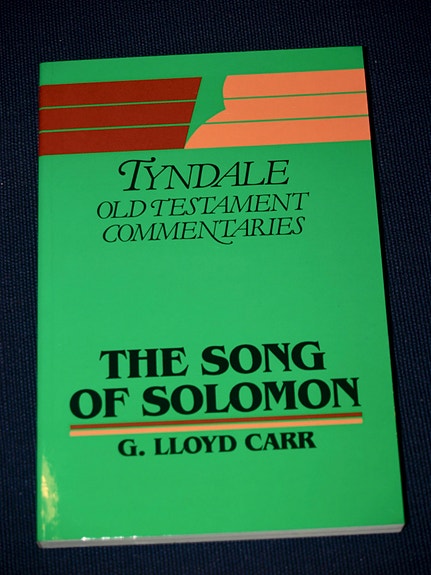 TYNDALE
OLD TESTAMENT
COMMENTARIES
THE SONG
OF SOLOMON
G. LLOYD CARR